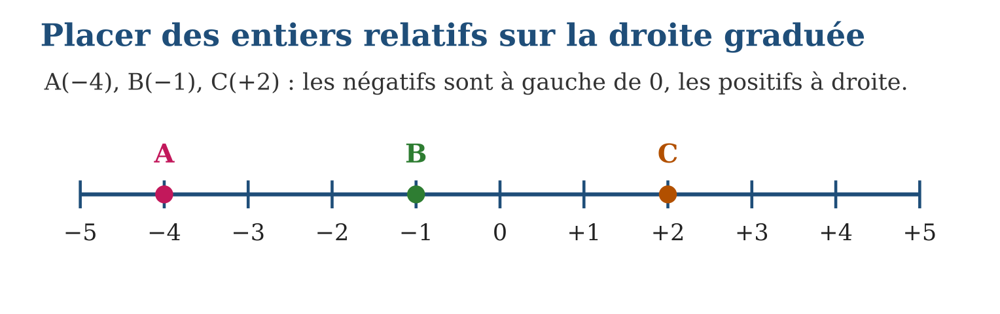 Placer des entiers relatifs sur la droite graduée
A(−4), B(−1), C(+2) : les négatifs sont à gauche de 0, les positifs à droite.
A B C
−5 −4 −3 −2 −1 0 +1 +2 +3 +4 +5